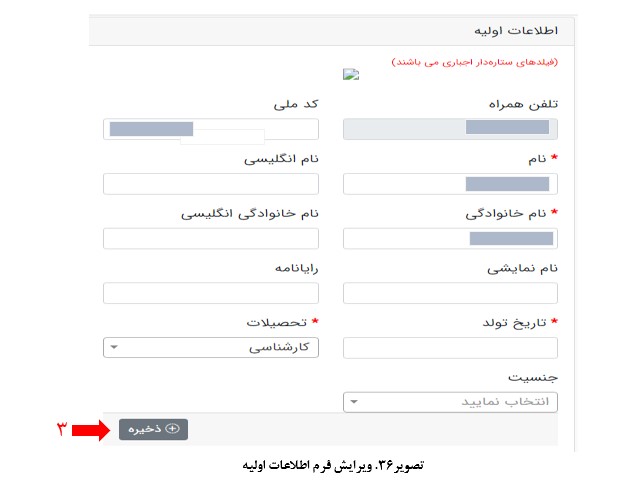 اطلاعات اولیه
(فیلدهای ستاره‌دار اجباری می باشند)
تلفن همراه
کد ملی
* نام
نام انگلیسی
* نام خانوادگی
نام خانوادگی انگلیسی
نام نمایشی
رایانامه
* تاریخ تولد
* تحصیلات
کارشناسی
جنسیت
انتخاب نمایید
ذخیره
۳
تصویر۳۶. ویرایش فرم اطلاعات اولیه